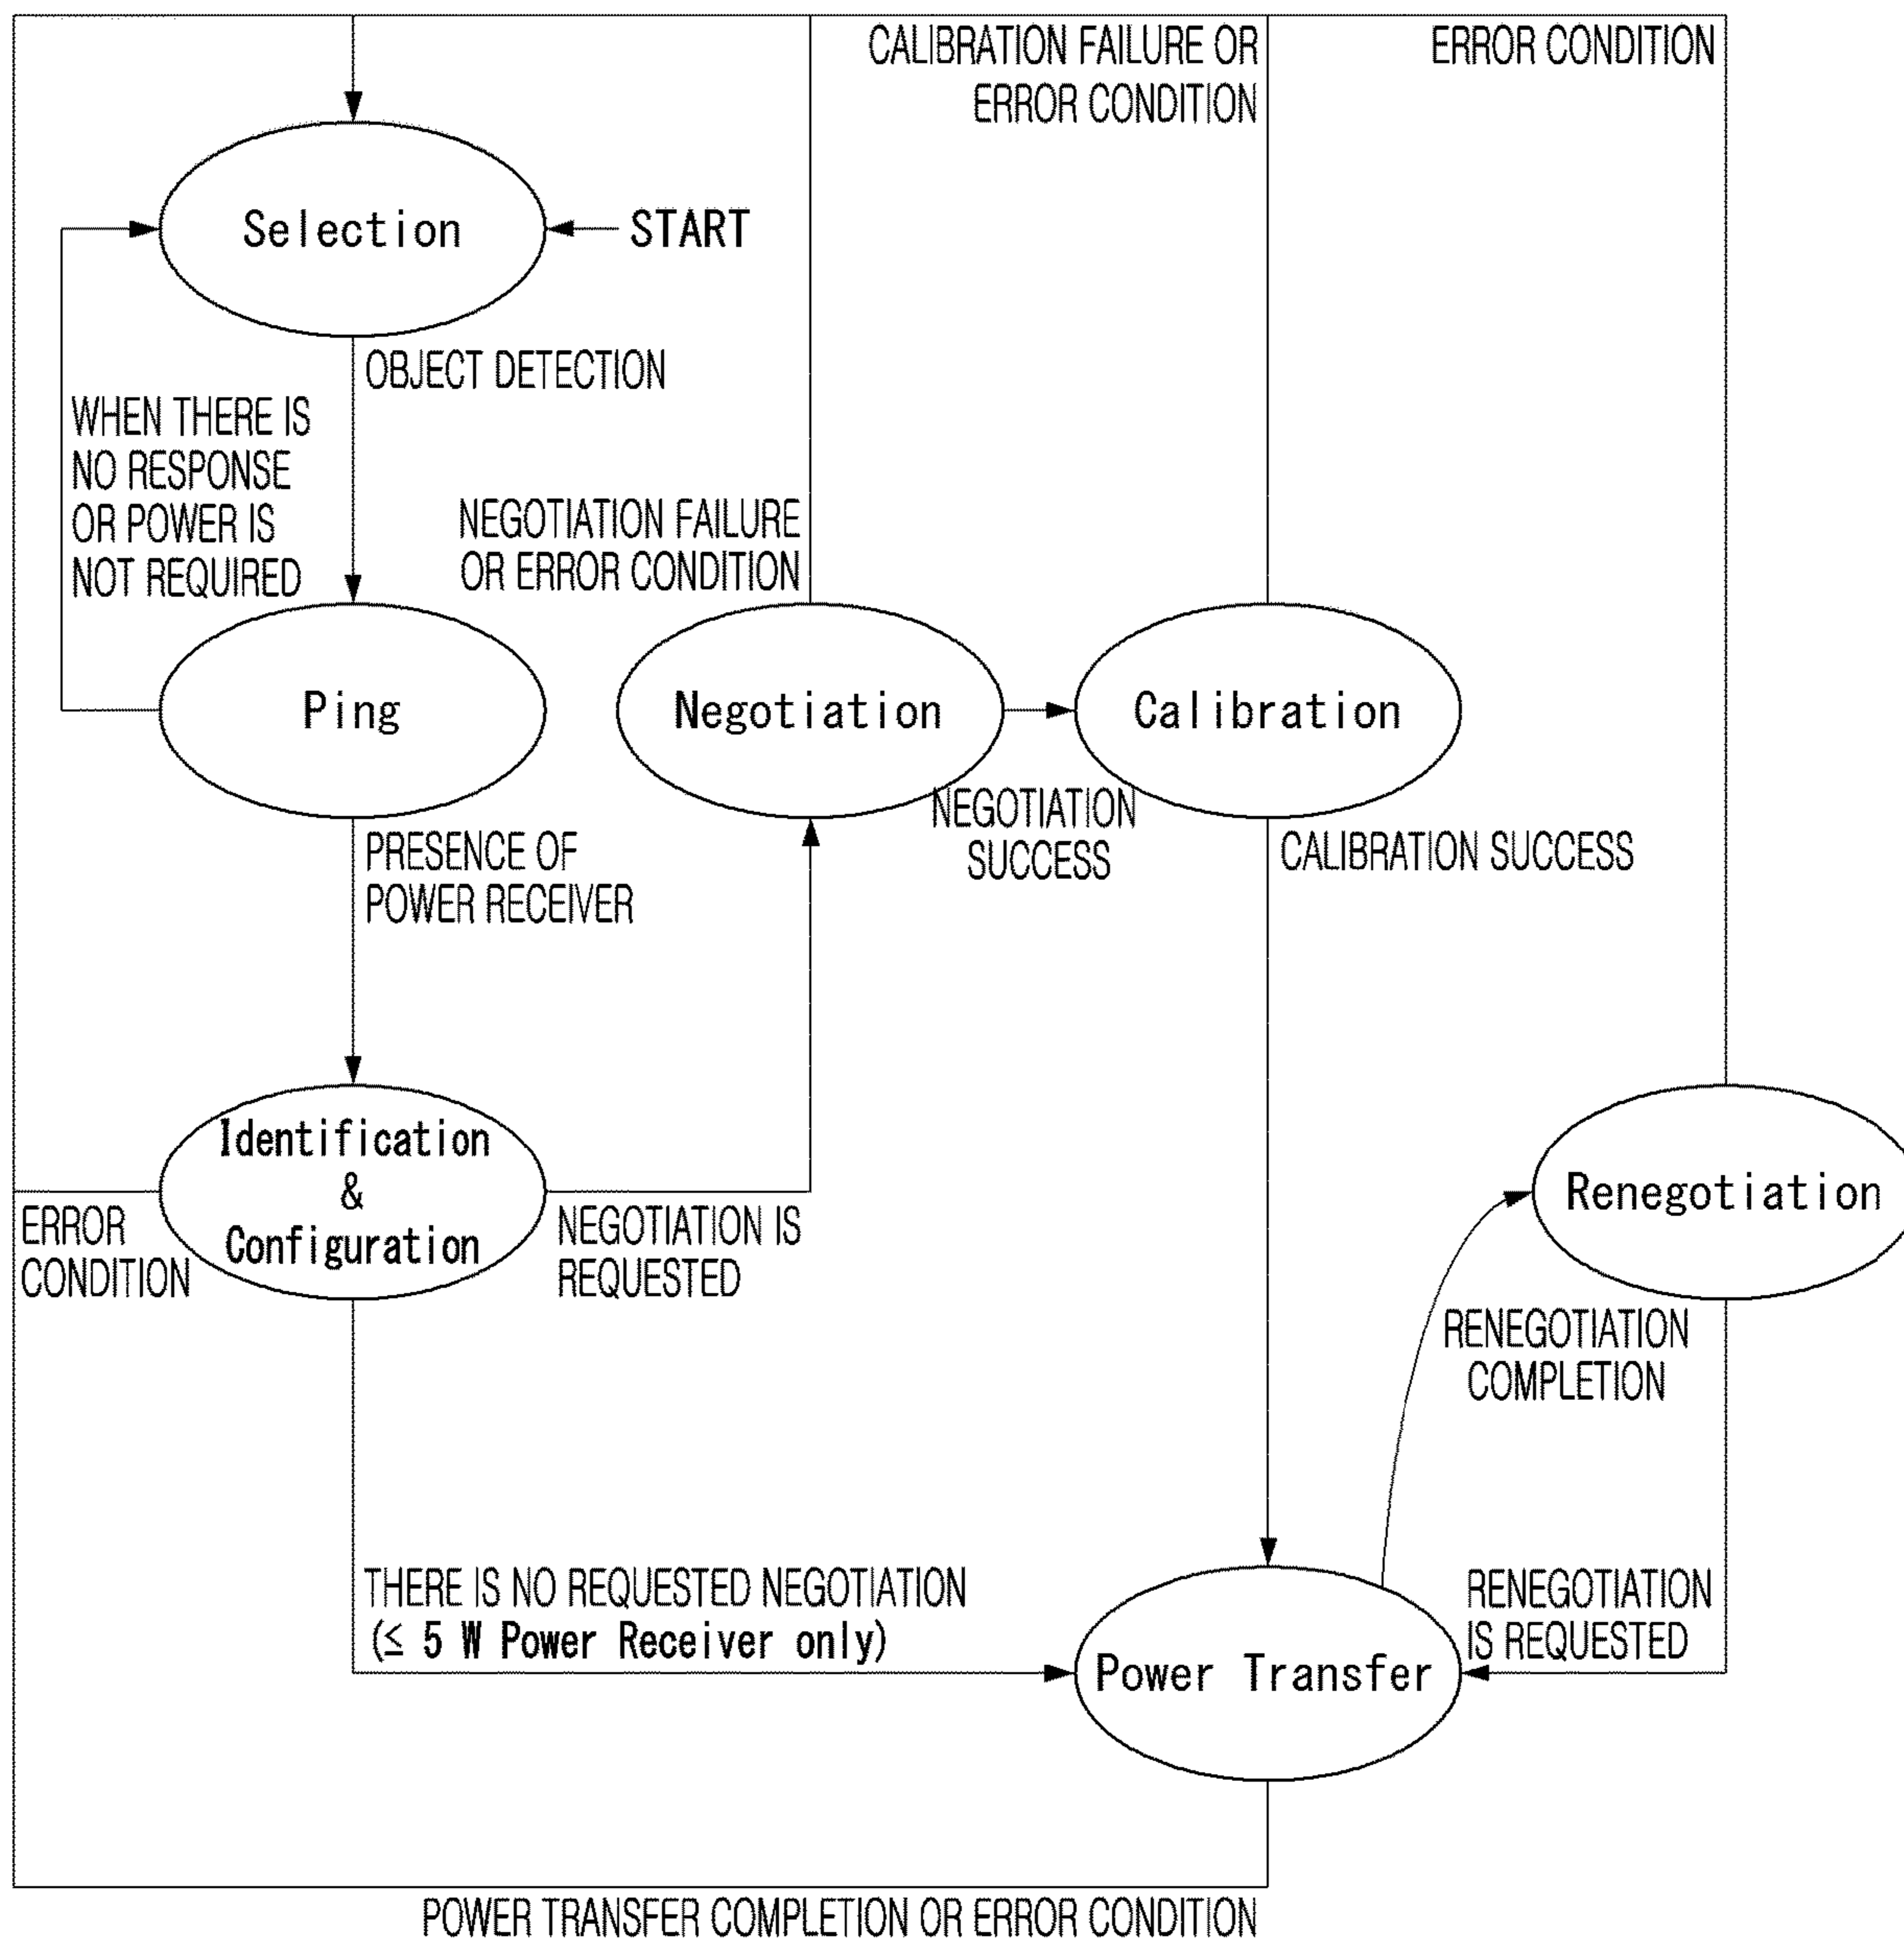 CALIBRATION FAILURE OR
ERROR CONDITION
ERROR CONDITION
Selection
START
OBJECT DETECTION
WHEN THERE IS
NO RESPONSE
OR POWER IS
NOT REQUIRED
NEGOTIATION FAILURE
OR ERROR CONDITION
Ping
Negotiation
Calibration
NEGOTIATION
SUCCESS
PRESENCE OF
POWER RECEIVER
CALIBRATION SUCCESS
Identification
&
Configuration
ERROR
CONDITION
NEGOTIATION IS
REQUESTED
Renegotiation
RENEGOTIATION
COMPLETION
THERE IS NO REQUESTED NEGOTIATION
(≤ 5 W Power Receiver only)
RENEGOTIATION
IS REQUESTED
Power Transfer
POWER TRANSFER COMPLETION OR ERROR CONDITION